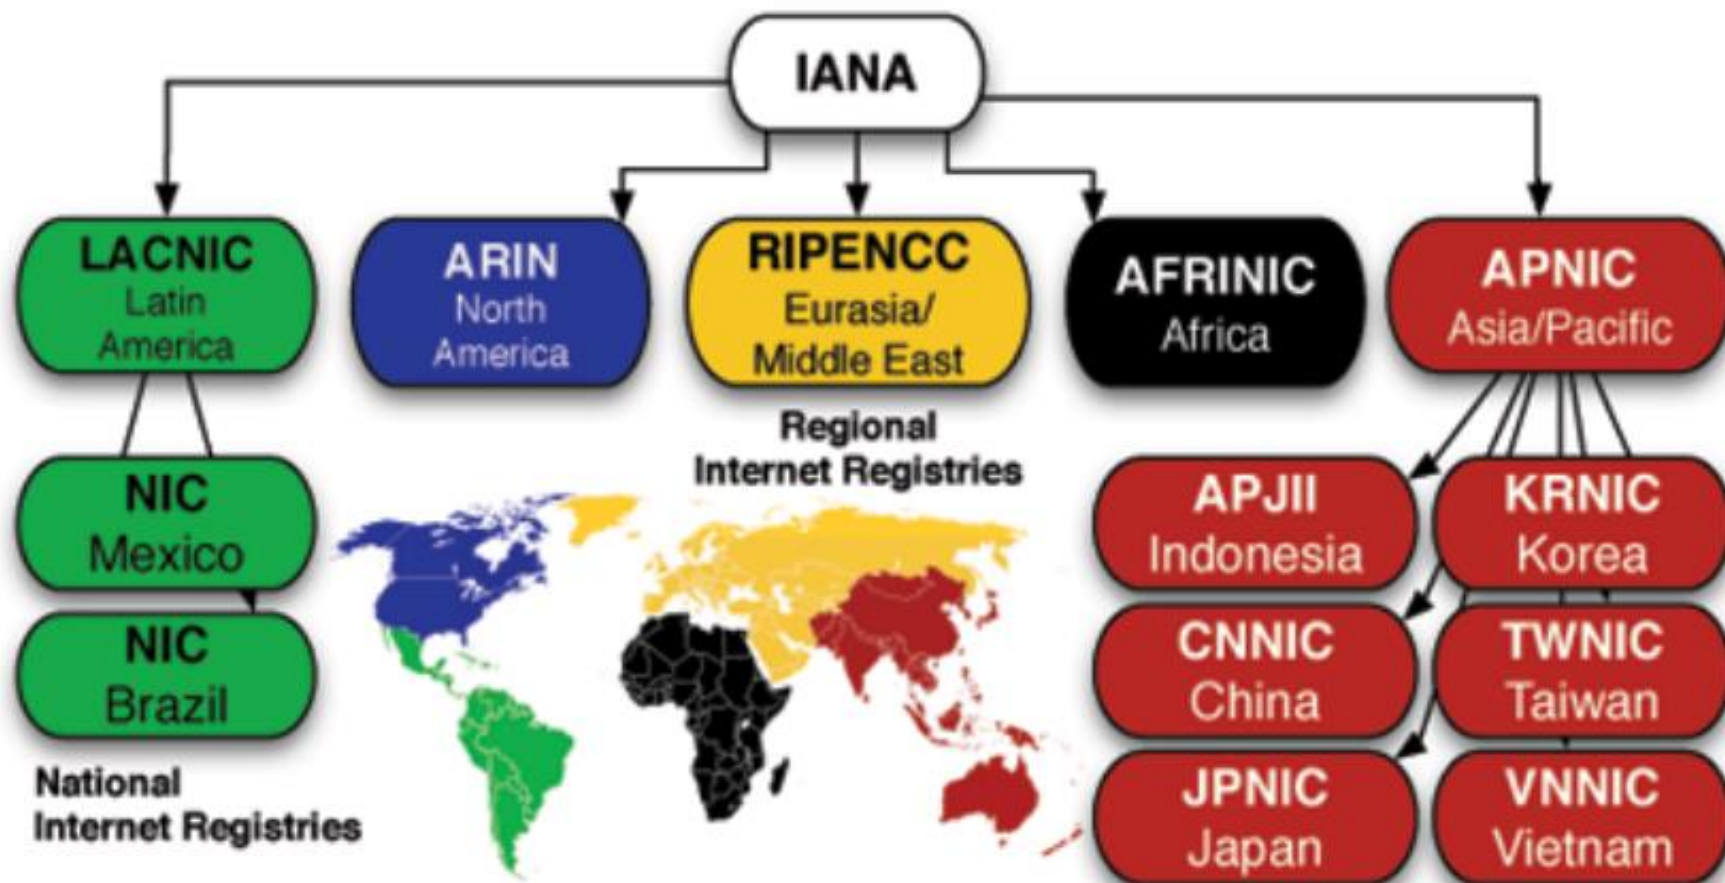 IANA
LACNIC
Latin
America
ARIN
North
America
RIPENCC
Eurasia/
Middle East
AFRINIC
Africa
APNIC
Asia/Pacific
Regional
Internet Registries
NIC
Mexico
NIC
Brazil
National
Internet Registries
APJII
Indonesia
KRNIC
Korea
CNNIC
China
TWNIC
Taiwan
JPNIC
Japan
VNNIC
Vietnam